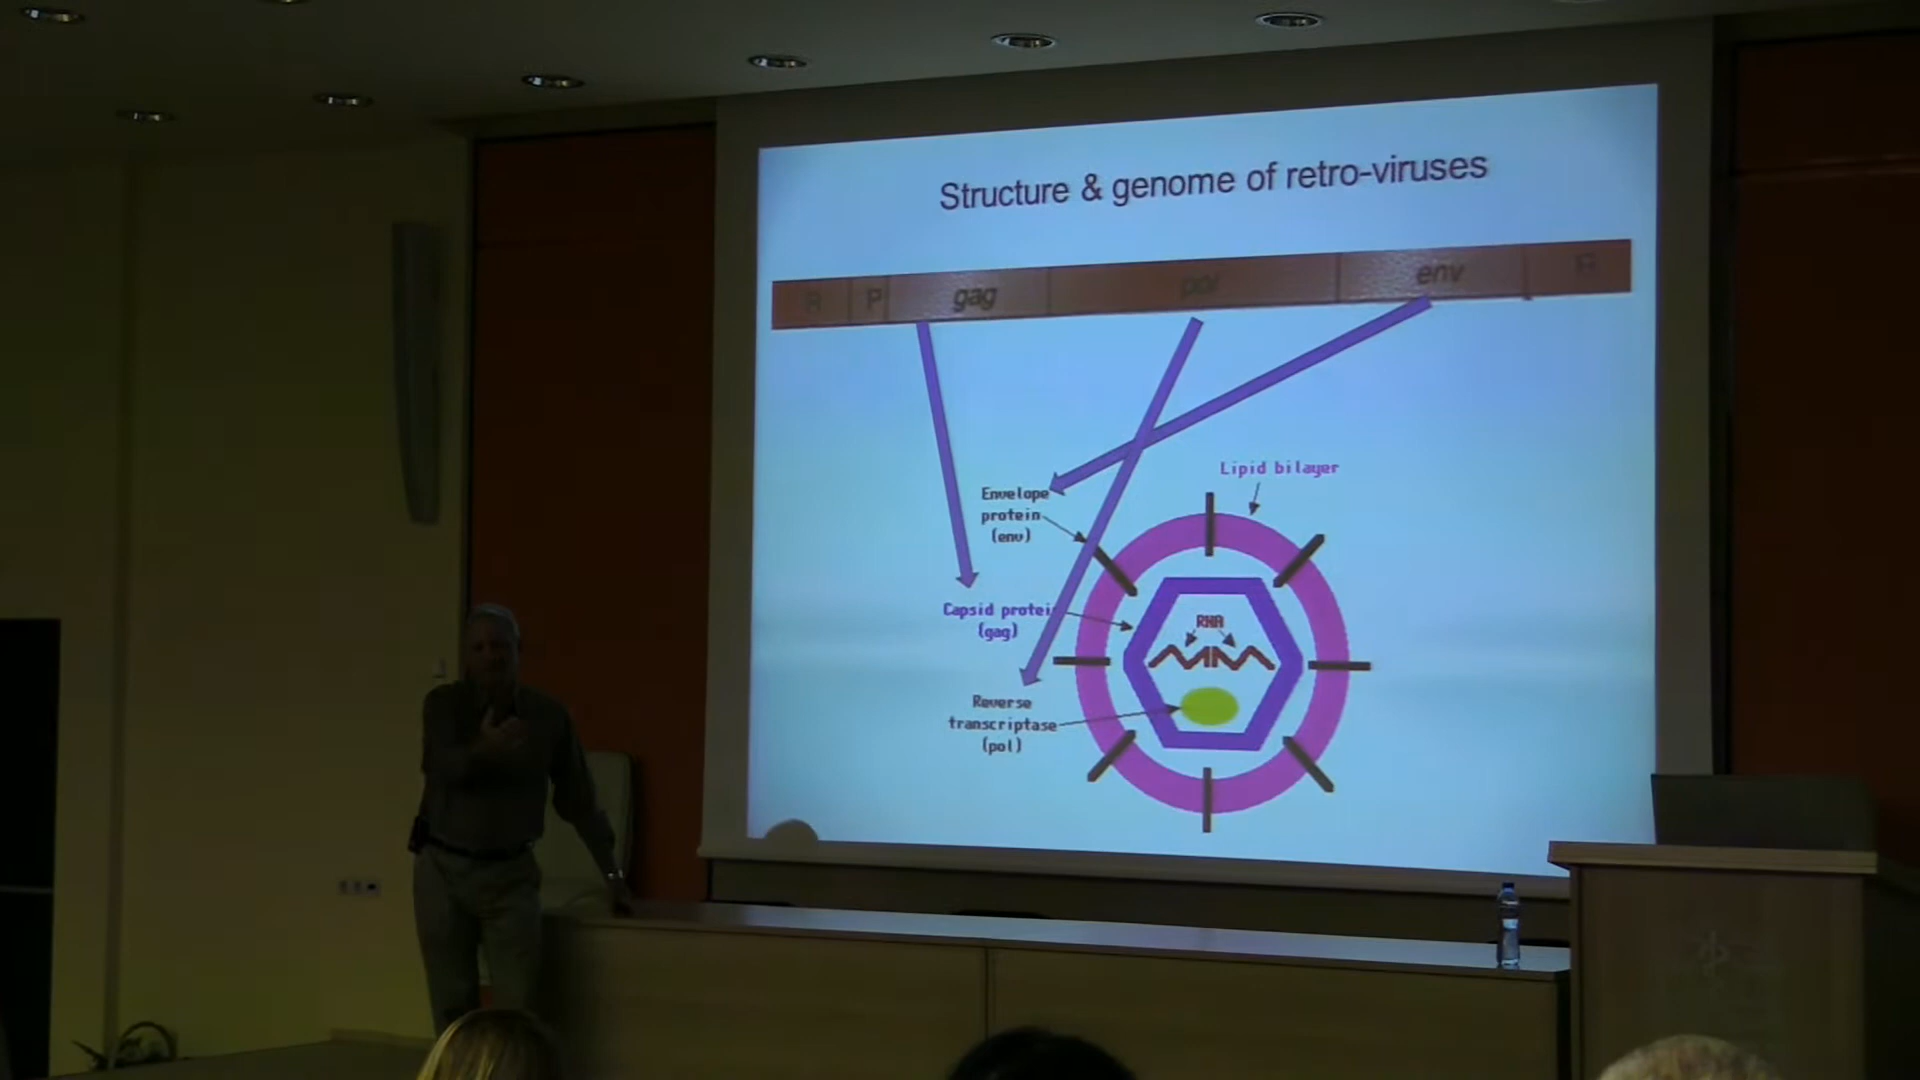 Structure & genome of retro-viruses
R P gag pol env R
Lipid bilayer
Envelope
protein
(env)
Capsid protei
(gag)
RNA
Reverse
transcriptase
(pol)